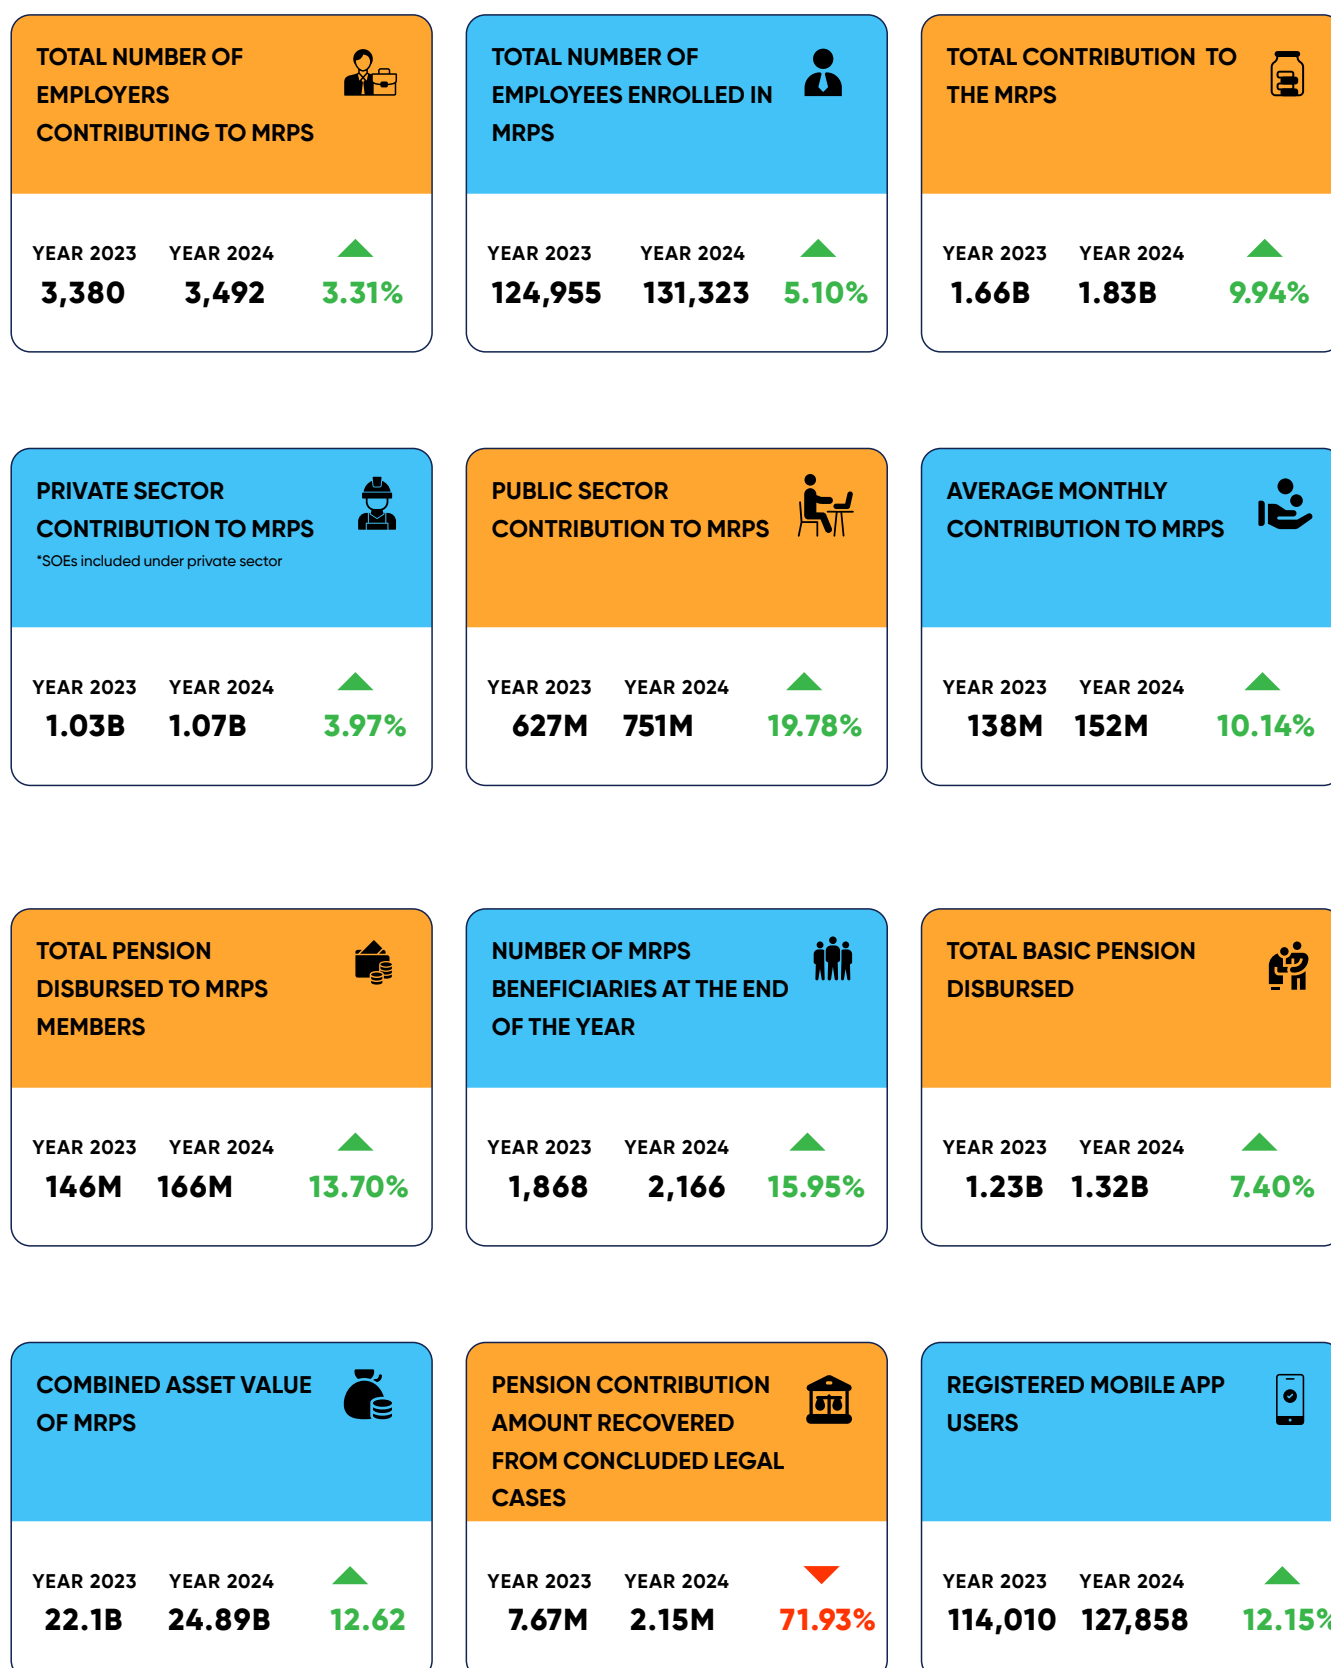 TOTAL NUMBER OF
EMPLOYERS
CONTRIBUTING TO MRPS
YEAR 2023 YEAR 2024
3,380 3,492 3.31%
TOTAL NUMBER OF
EMPLOYEES ENROLLED IN
MRPS
YEAR 2023 YEAR 2024
124,955 131,323 5.10%
TOTAL CONTRIBUTION TO
THE MRPS
YEAR 2023 YEAR 2024
1.66B 1.83B 9.94%
PRIVATE SECTOR
CONTRIBUTION TO MRPS
*SOEs included under private sector
YEAR 2023 YEAR 2024
1.03B 1.07B 3.97%
PUBLIC SECTOR
CONTRIBUTION TO MRPS
YEAR 2023 YEAR 2024
627M 751M 19.78%
AVERAGE MONTHLY
CONTRIBUTION TO MRPS
YEAR 2023 YEAR 2024
138M 152M 10.14%
TOTAL PENSION
DISBURSED TO MRPS
MEMBERS
YEAR 2023 YEAR 2024
146M 166M 13.70%
NUMBER OF MRPS
BENEFICIARIES AT THE END
OF THE YEAR
YEAR 2023 YEAR 2024
1,868 2,166 15.95%
TOTAL BASIC PENSION
DISBURSED
YEAR 2023 YEAR 2024
1.23B 1.32B 7.40%
COMBINED ASSET VALUE
OF MRPS
YEAR 2023 YEAR 2024
22.1B 24.89B 12.62
PENSION CONTRIBUTION
AMOUNT RECOVERED
FROM CONCLUDED LEGAL
CASES
YEAR 2023 YEAR 2024
7.67M 2.15M 71.93%
REGISTERED MOBILE APP
USERS
YEAR 2023 YEAR 2024
114,010 127,858 12.15%